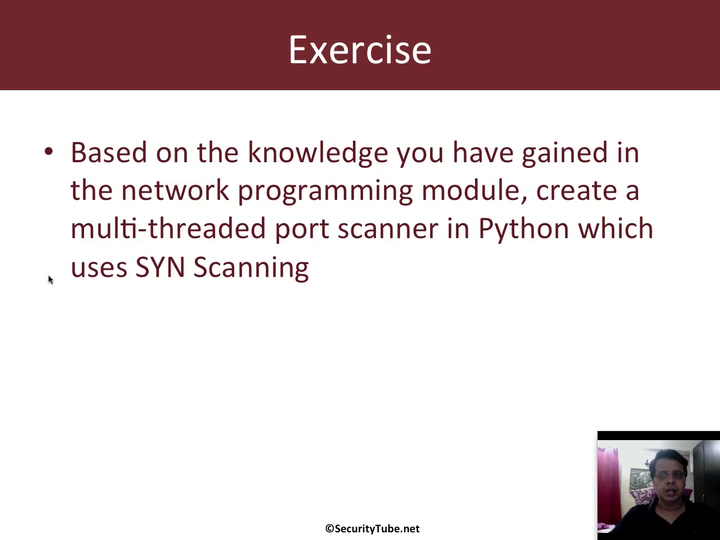 Exercise
• Based on the knowledge you have gained in
the network programming module, create a
multi-threaded port scanner in Python which
uses SYN Scanning
©SecurityTube.net